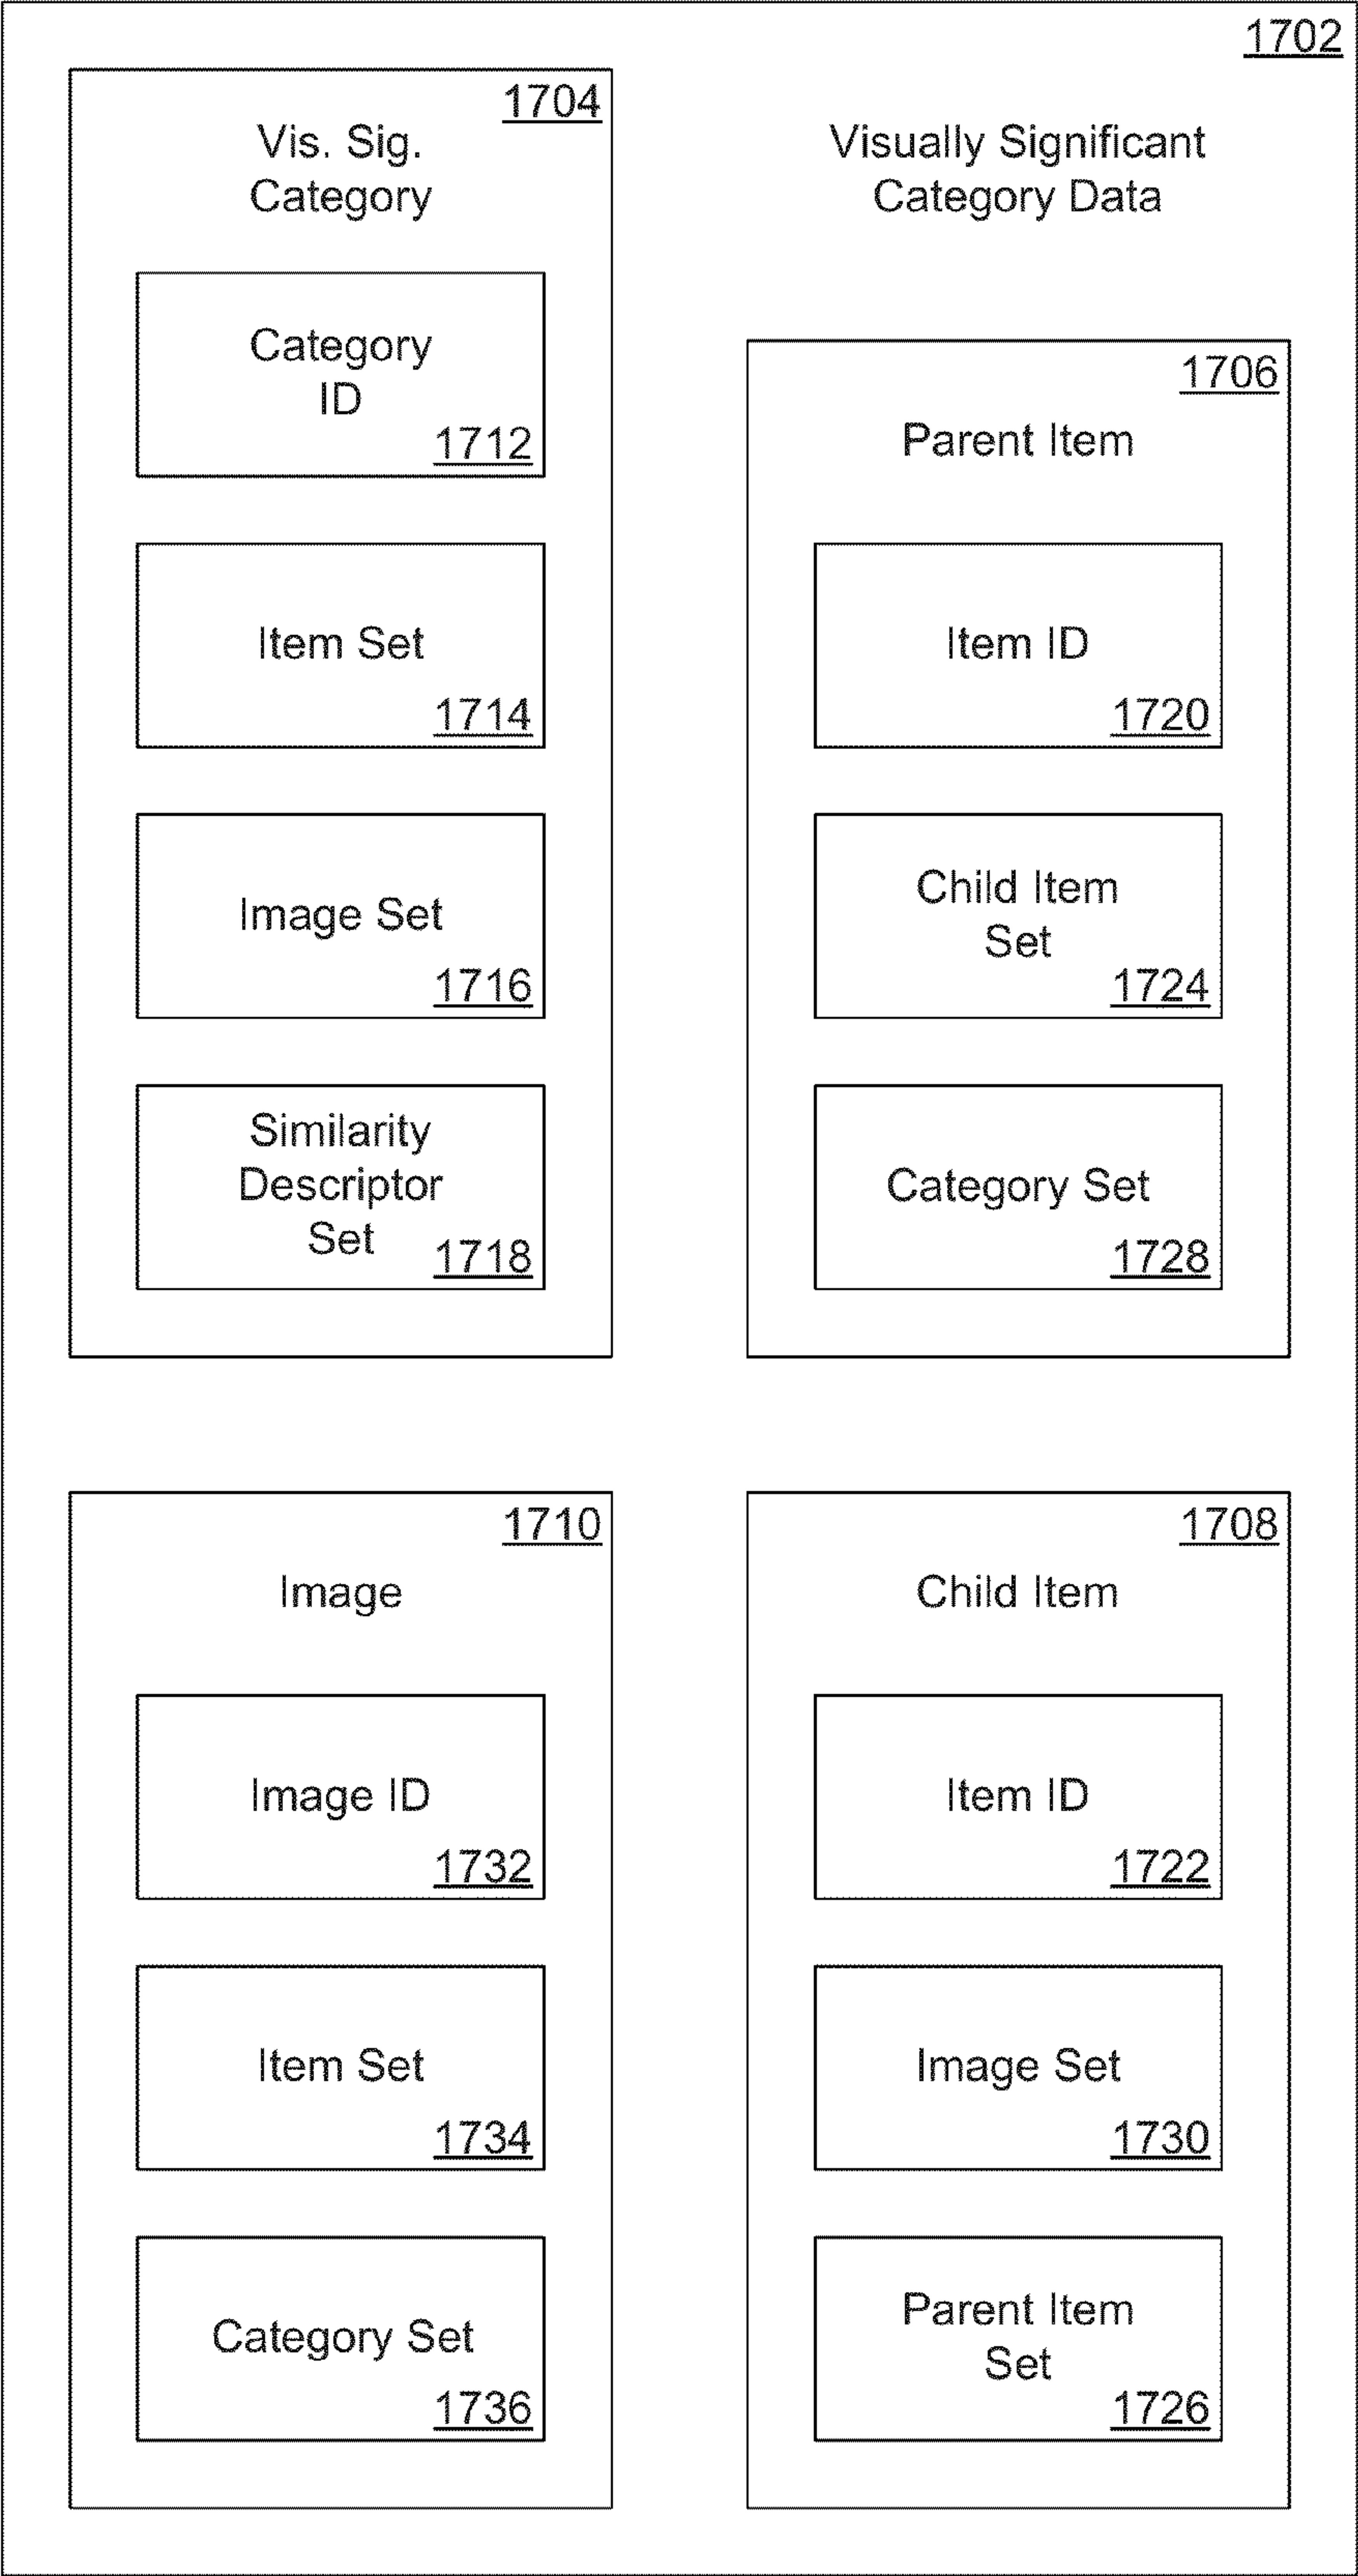 1702
1704
Vis. Sig.
Category
Category
ID
1712
Item Set
1714
Image Set
1716
Similarity
Descriptor
Set
1718
Visually Significant
Category Data
1706
Parent Item
Item ID
1720
Child Item
Set
1724
Category Set
1728
1710
Image
Image ID
1732
Item Set
1734
Category Set
1736
1708
Child Item
Item ID
1722
Image Set
1730
Parent Item
Set
1726